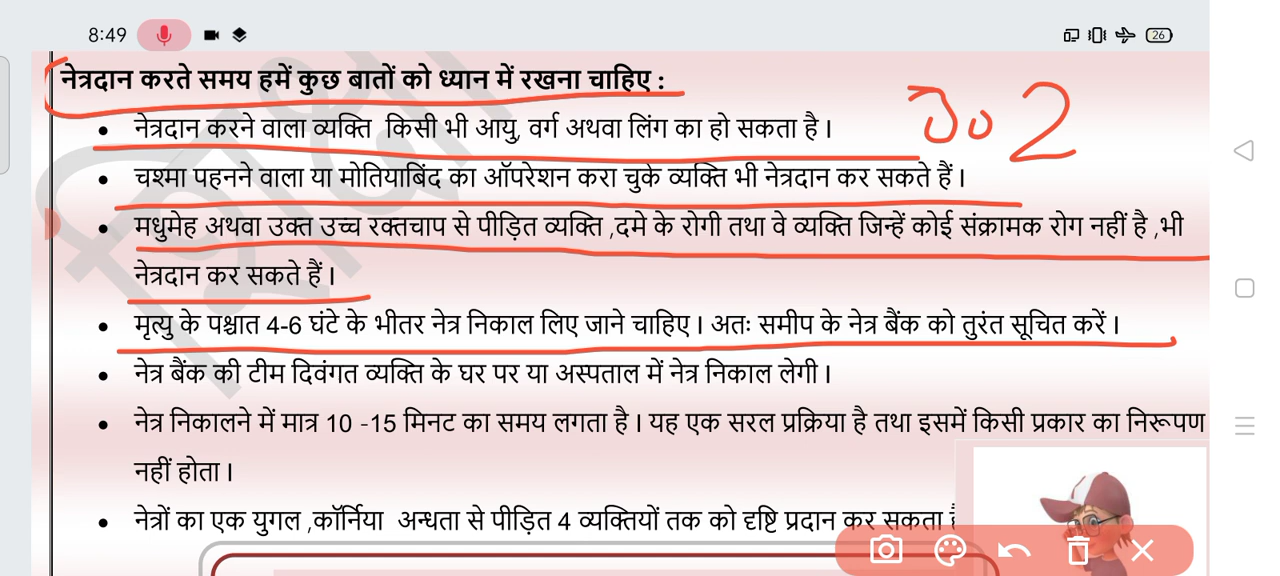 8:49
26
नेत्रदान करते समय हमें कुछ बातों को ध्यान में रखना चाहिए :
• नेत्रदान करने वाला व्यक्ति किसी भी आयु, वर्ग अथवा लिंग का हो सकता है।
• चश्मा पहनने वाला या मोतियाबिंद का ऑपरेशन करा चुके व्यक्ति भी नेत्रदान कर सकते हैं।
• मधुमेह अथवा उक्त उच्च रक्तचाप से पीड़ित व्यक्ति ,दमे के रोगी तथा वे व्यक्ति जिन्हें कोई संक्रामक रोग नहीं है ,भी
नेत्रदान कर सकते हैं।
• मृत्यु के पश्चात 4-6 घंटे के भीतर नेत्र निकाल लिए जाने चाहिए। अतः समीप के नेत्र बैंक को तुरंत सूचित करें।
• नेत्र बैंक की टीम दिवंगत व्यक्ति के घर पर या अस्पताल में नेत्र निकाल लेगी।
• नेत्र निकालने में मात्र 10 -15 मिनट का समय लगता है। यह एक सरल प्रक्रिया है तथा इसमें किसी प्रकार का निरूपण
नहीं होता।
• नेत्रों का एक युगल ,कॉर्निया अन्धता से पीड़ित 4 व्यक्तियों तक को दृष्टि प्रदान कर सकता